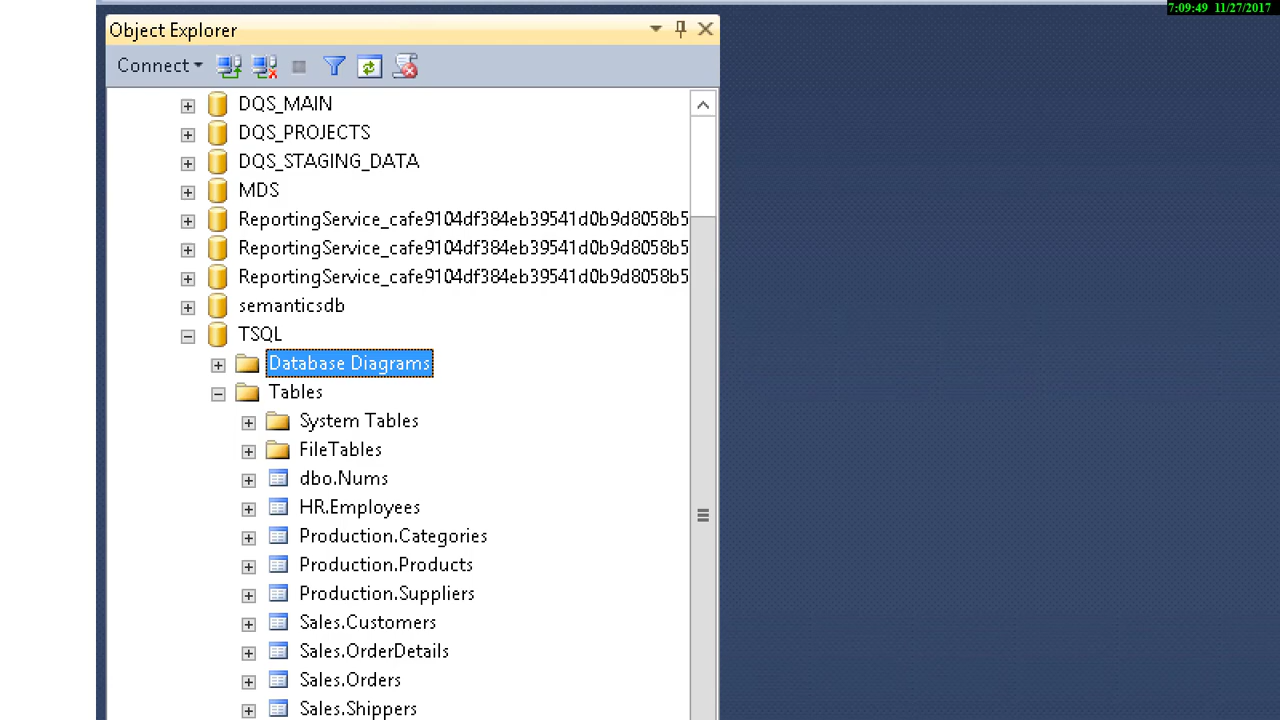 7:09:49 11/27/2017
Object Explorer
Connect
DQS_MAIN
DQS_PROJECTS
DQS_STAGING_DATA
MDS
ReportingService_cafe9104df384eb39541d0b9d8058b5
ReportingService_cafe9104df384eb39541d0b9d8058b5
ReportingService_cafe9104df384eb39541d0b9d8058b5
semanticsdb
TSQL
Database Diagrams
Tables
System Tables
FileTables
dbo.Nums
HR.Employees
Production.Categories
Production.Products
Production.Suppliers
Sales.Customers
Sales.OrderDetails
Sales.Orders
Sales.Shippers